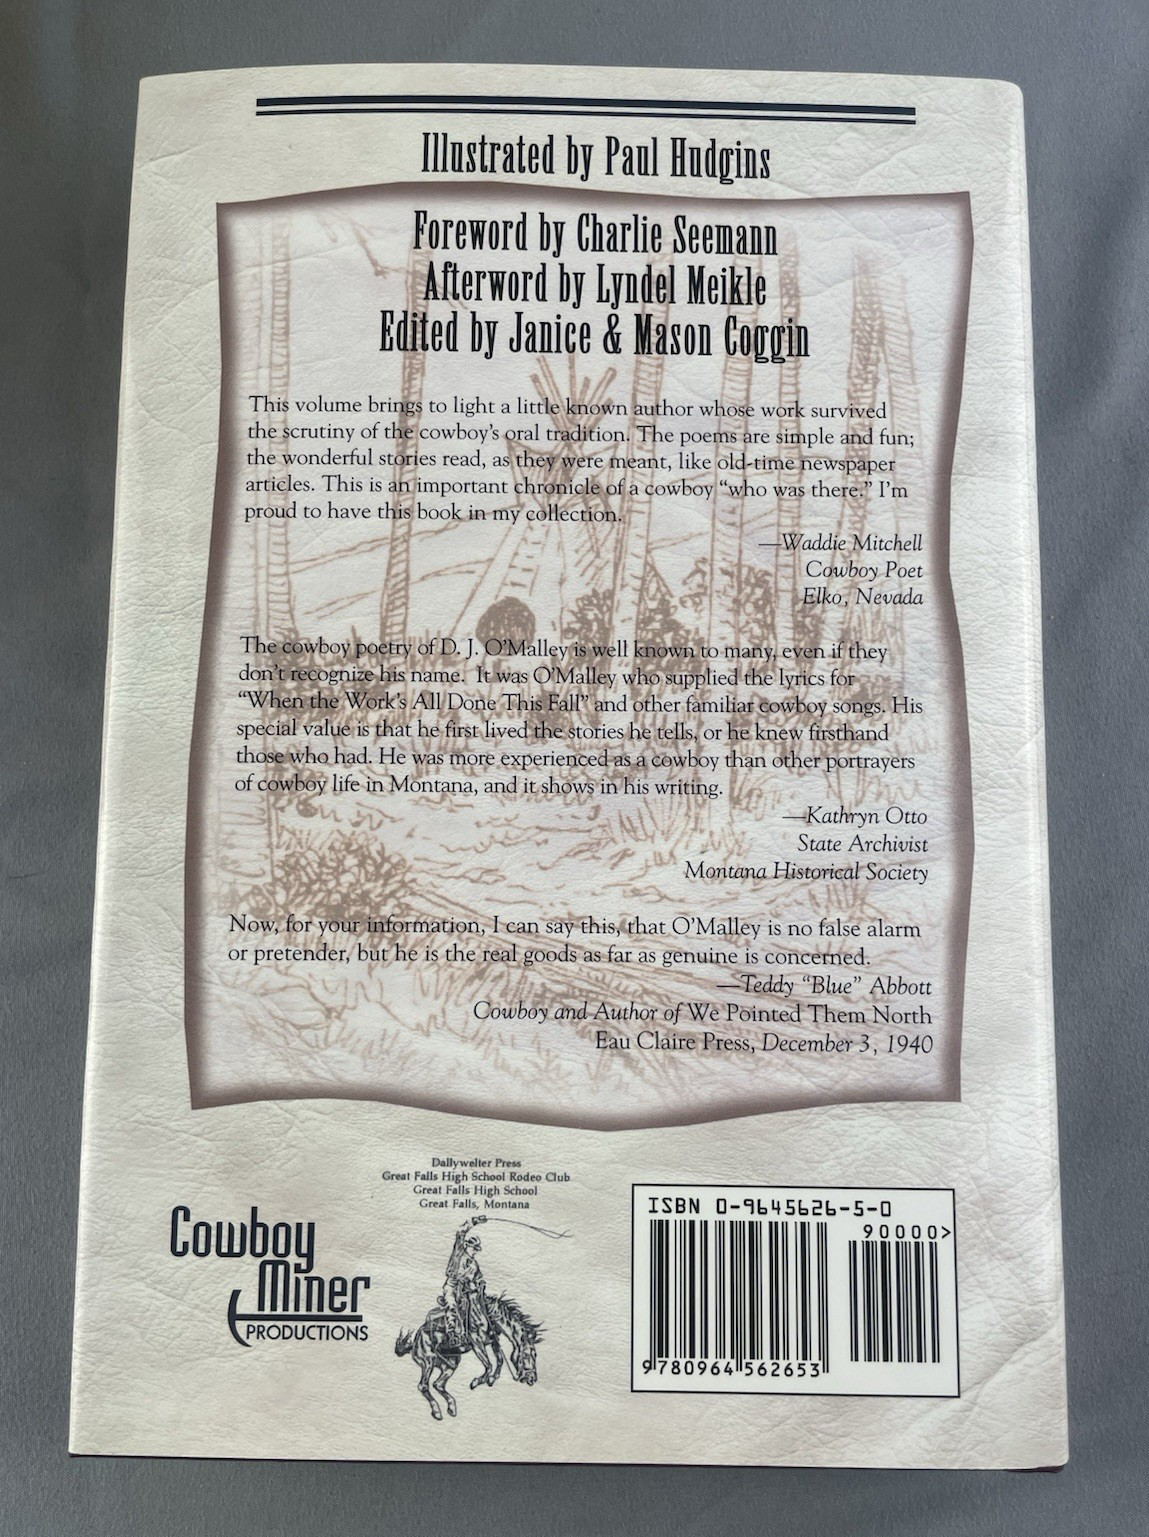 Illustrated by Paul Hudgins
Foreword by Charlie Seemann
Afterword by Lyndel Meikle
Edited by Janice & Mason Coggin
This volume brings to light a little known author whose work survived
the scrutiny of the cowboy's oral tradition. The poems are simple and fun;
the wonderful stories read, as they were meant, like old-time newspaper
articles. This is an important chronicle of a cowboy “who was there.” I'm
proud to have this book in my collection.
—Waddie Mitchell
Cowboy Poet
Elko, Nevada
The cowboy poetry of D. J. O'Malley is well known to many, even if they
don't recognize his name. It was O'Malley who supplied the lyrics for
“When the Work's All Done This Fall” and other familiar cowboy songs. His
special value is that he first lived the stories he tells, or he knew firsthand
those who had. He was more experienced as a cowboy than other portrayers
of cowboy life in Montana, and it shows in his writing.
—Kathryn Otto
State Archivist
Montana Historical Society
Now, for your information, I can say this, that O'Malley is no false alarm
or pretender, but he is the real goods as far as genuine is concerned.
—Teddy “Blue” Abbott
Cowboy and Author of We Pointed Them North
Eau Claire Press, December 3, 1940
Dallywelter Press
Great Falls High School Rodeo Club
Great Falls High School
Great Falls, Montana
Cowboy
Miner
PRODUCTIONS
ISBN 0-9645626-5-0
90000>
9 780964 562653